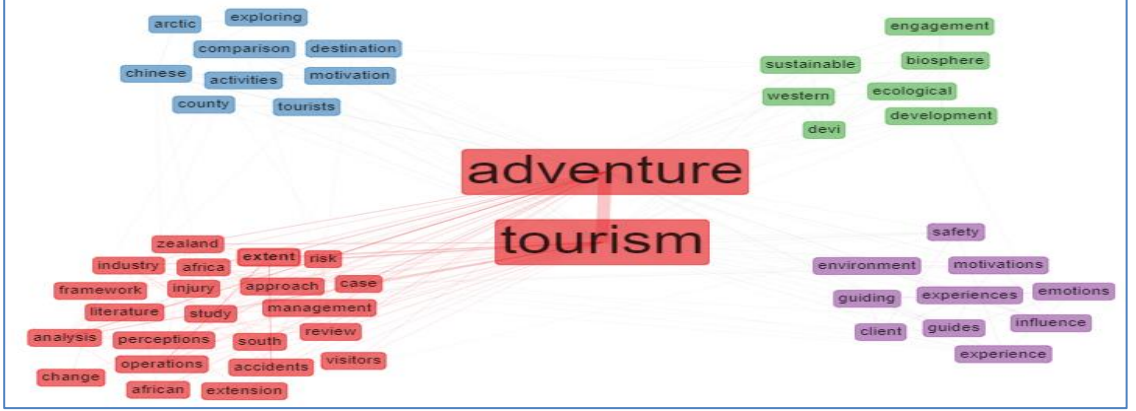 arctic
exploring
comparison
destination
chinese
activities
motivation
county
tourists
engagement
sustainable
biosphere
western
ecological
devi
development
adventure
tourism
zealand
industry
africa
extent
risk
framework
injury
approach
case
literature
study
management
analysis
perceptions
south
review
operations
accidents
visitors
change
african
extension
safety
environment
motivations
guiding
experiences
emotions
client
guides
influence
experience